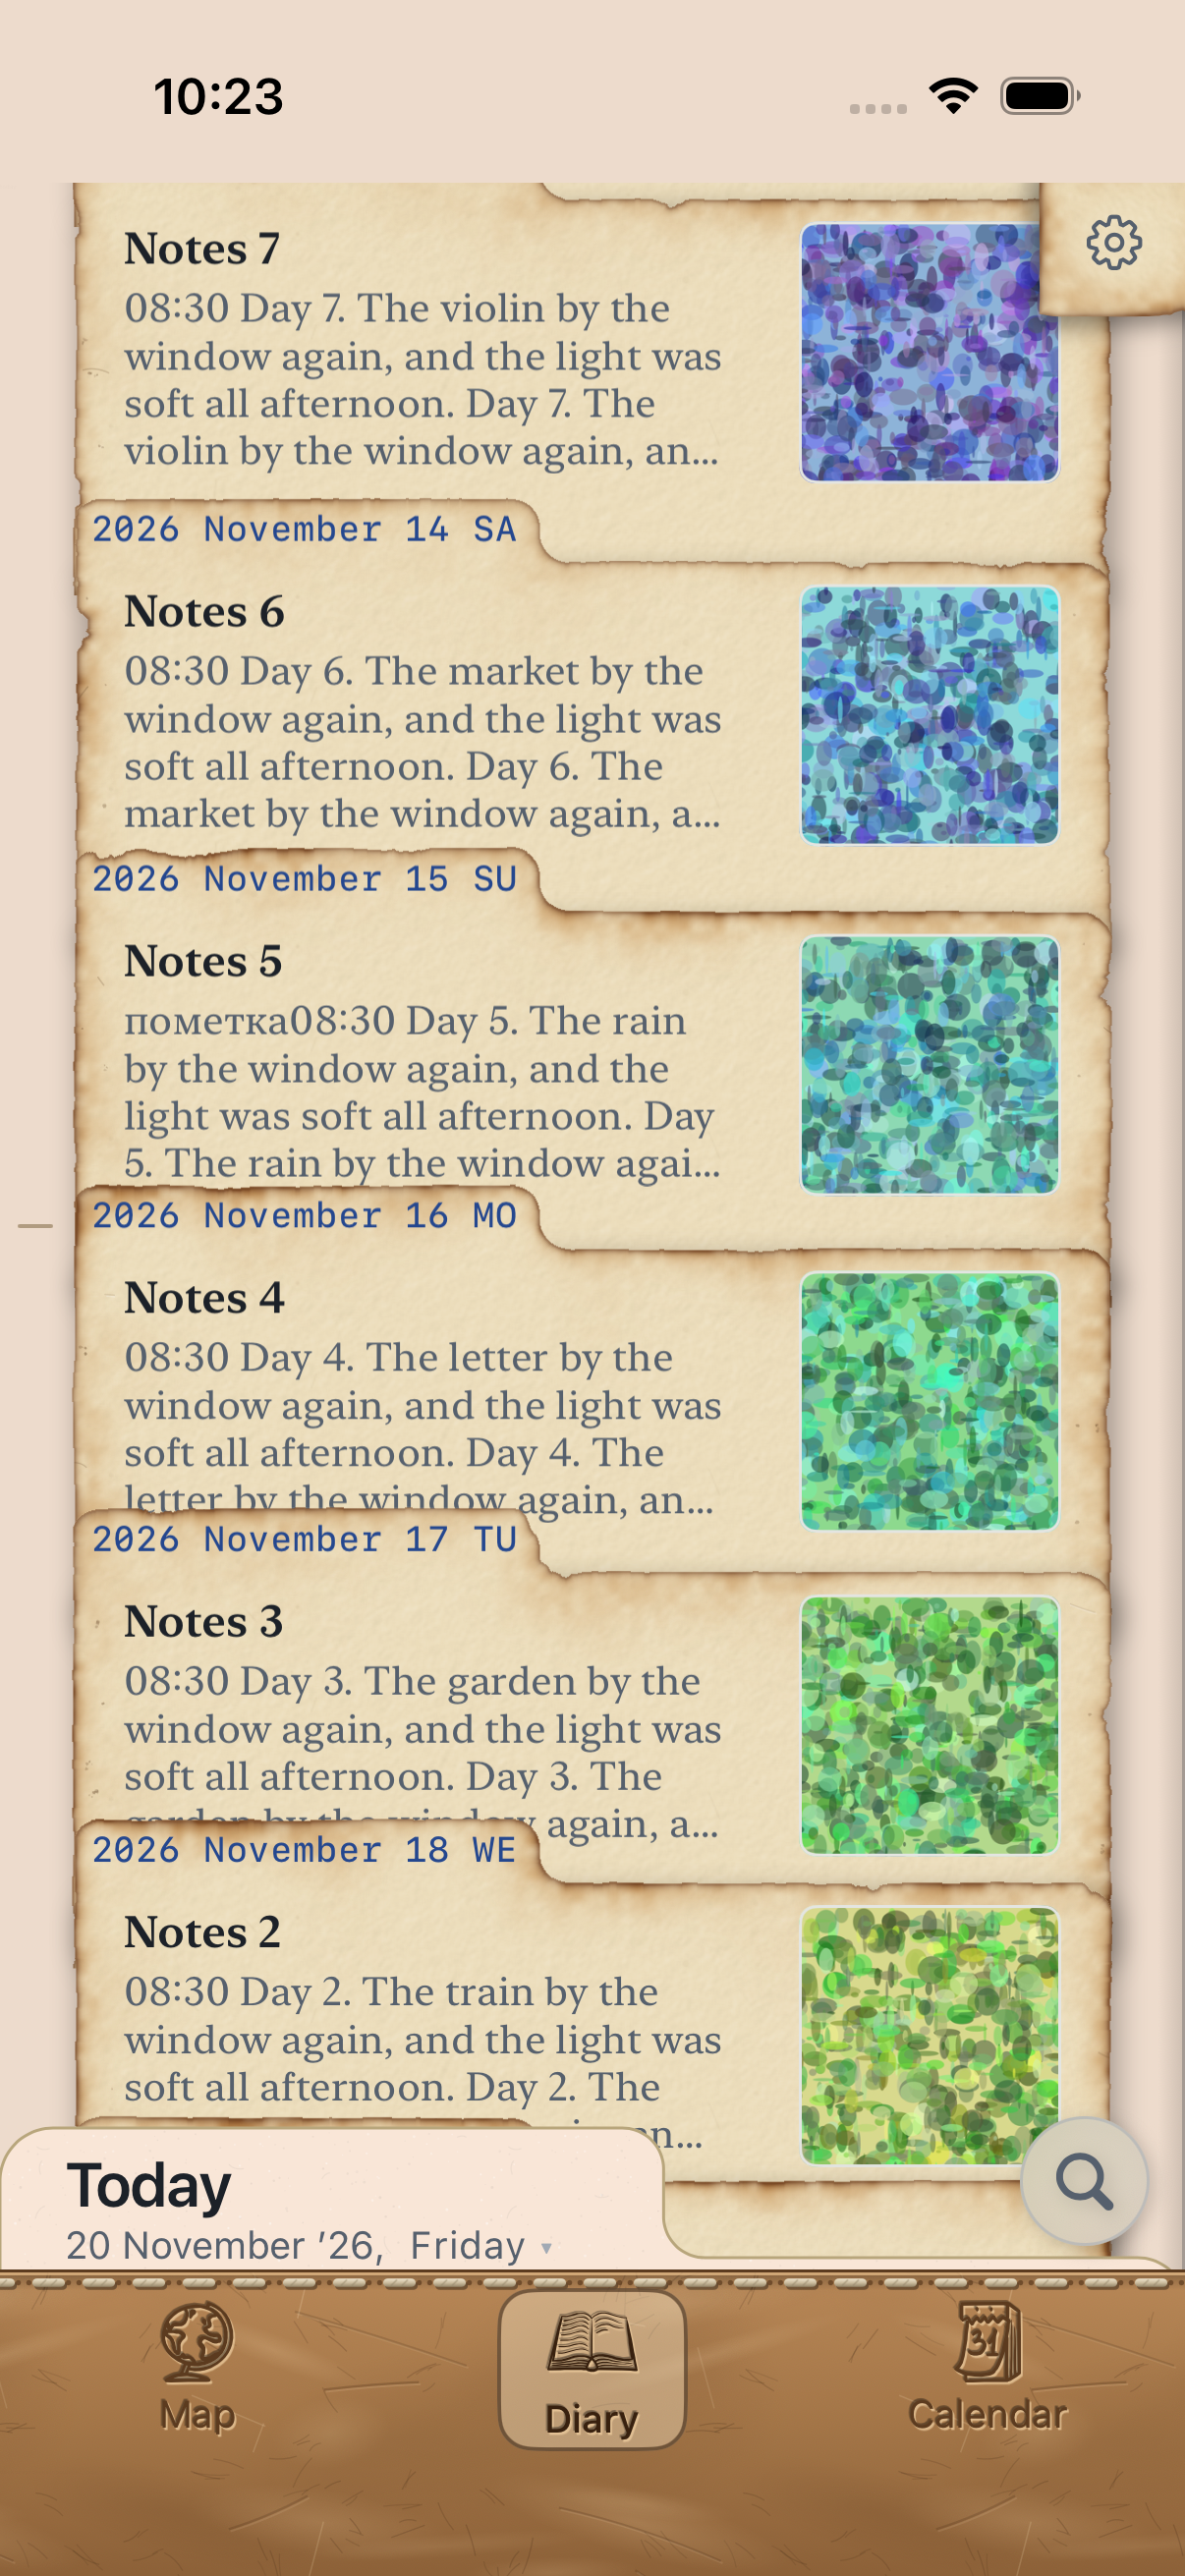 10:23
Notes 7
08:30 Day 7. The violin by the
window again, and the light was
soft all afternoon. Day 7. The
violin by the window again, an...
2026 November 14 SA
Notes 6
08:30 Day 6. The market by the
window again, and the light was
soft all afternoon. Day 6. The
market by the window again, a...
2026 November 15 SU
Notes 5
пометка08:30 Day 5. The rain
by the window again, and the
light was soft all afternoon. Day
5. The rain by the window agai...
2026 November 16 MO
Notes 4
08:30 Day 4. The letter by the
window again, and the light was
soft all afternoon. Day 4. The
letter by the window again, an...
2026 November 17 TU
Notes 3
08:30 Day 3. The garden by the
window again, and the light was
soft all afternoon. Day 3. The
garden by the window again, a...
2026 November 18 WE
Notes 2
08:30 Day 2. The train by the
window again, and the light was
soft all afternoon. Day 2. The
Today
20 November ’26, Friday
31
Map
Diary
Calendar